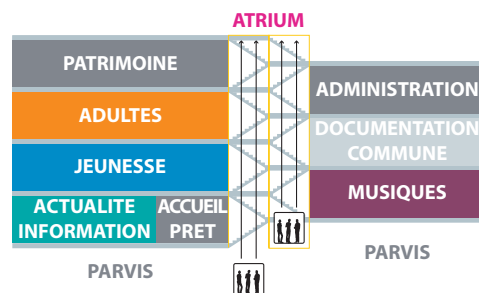 ATRIUM
PATRIMOINE
ADULTES
JEUNESSE
ACTUALITE
INFORMATION
ACCUEIL
PRET
PARVIS
ADMINISTRATION
DOCUMENTATION
COMMUNE
MUSIQUES
PARVIS